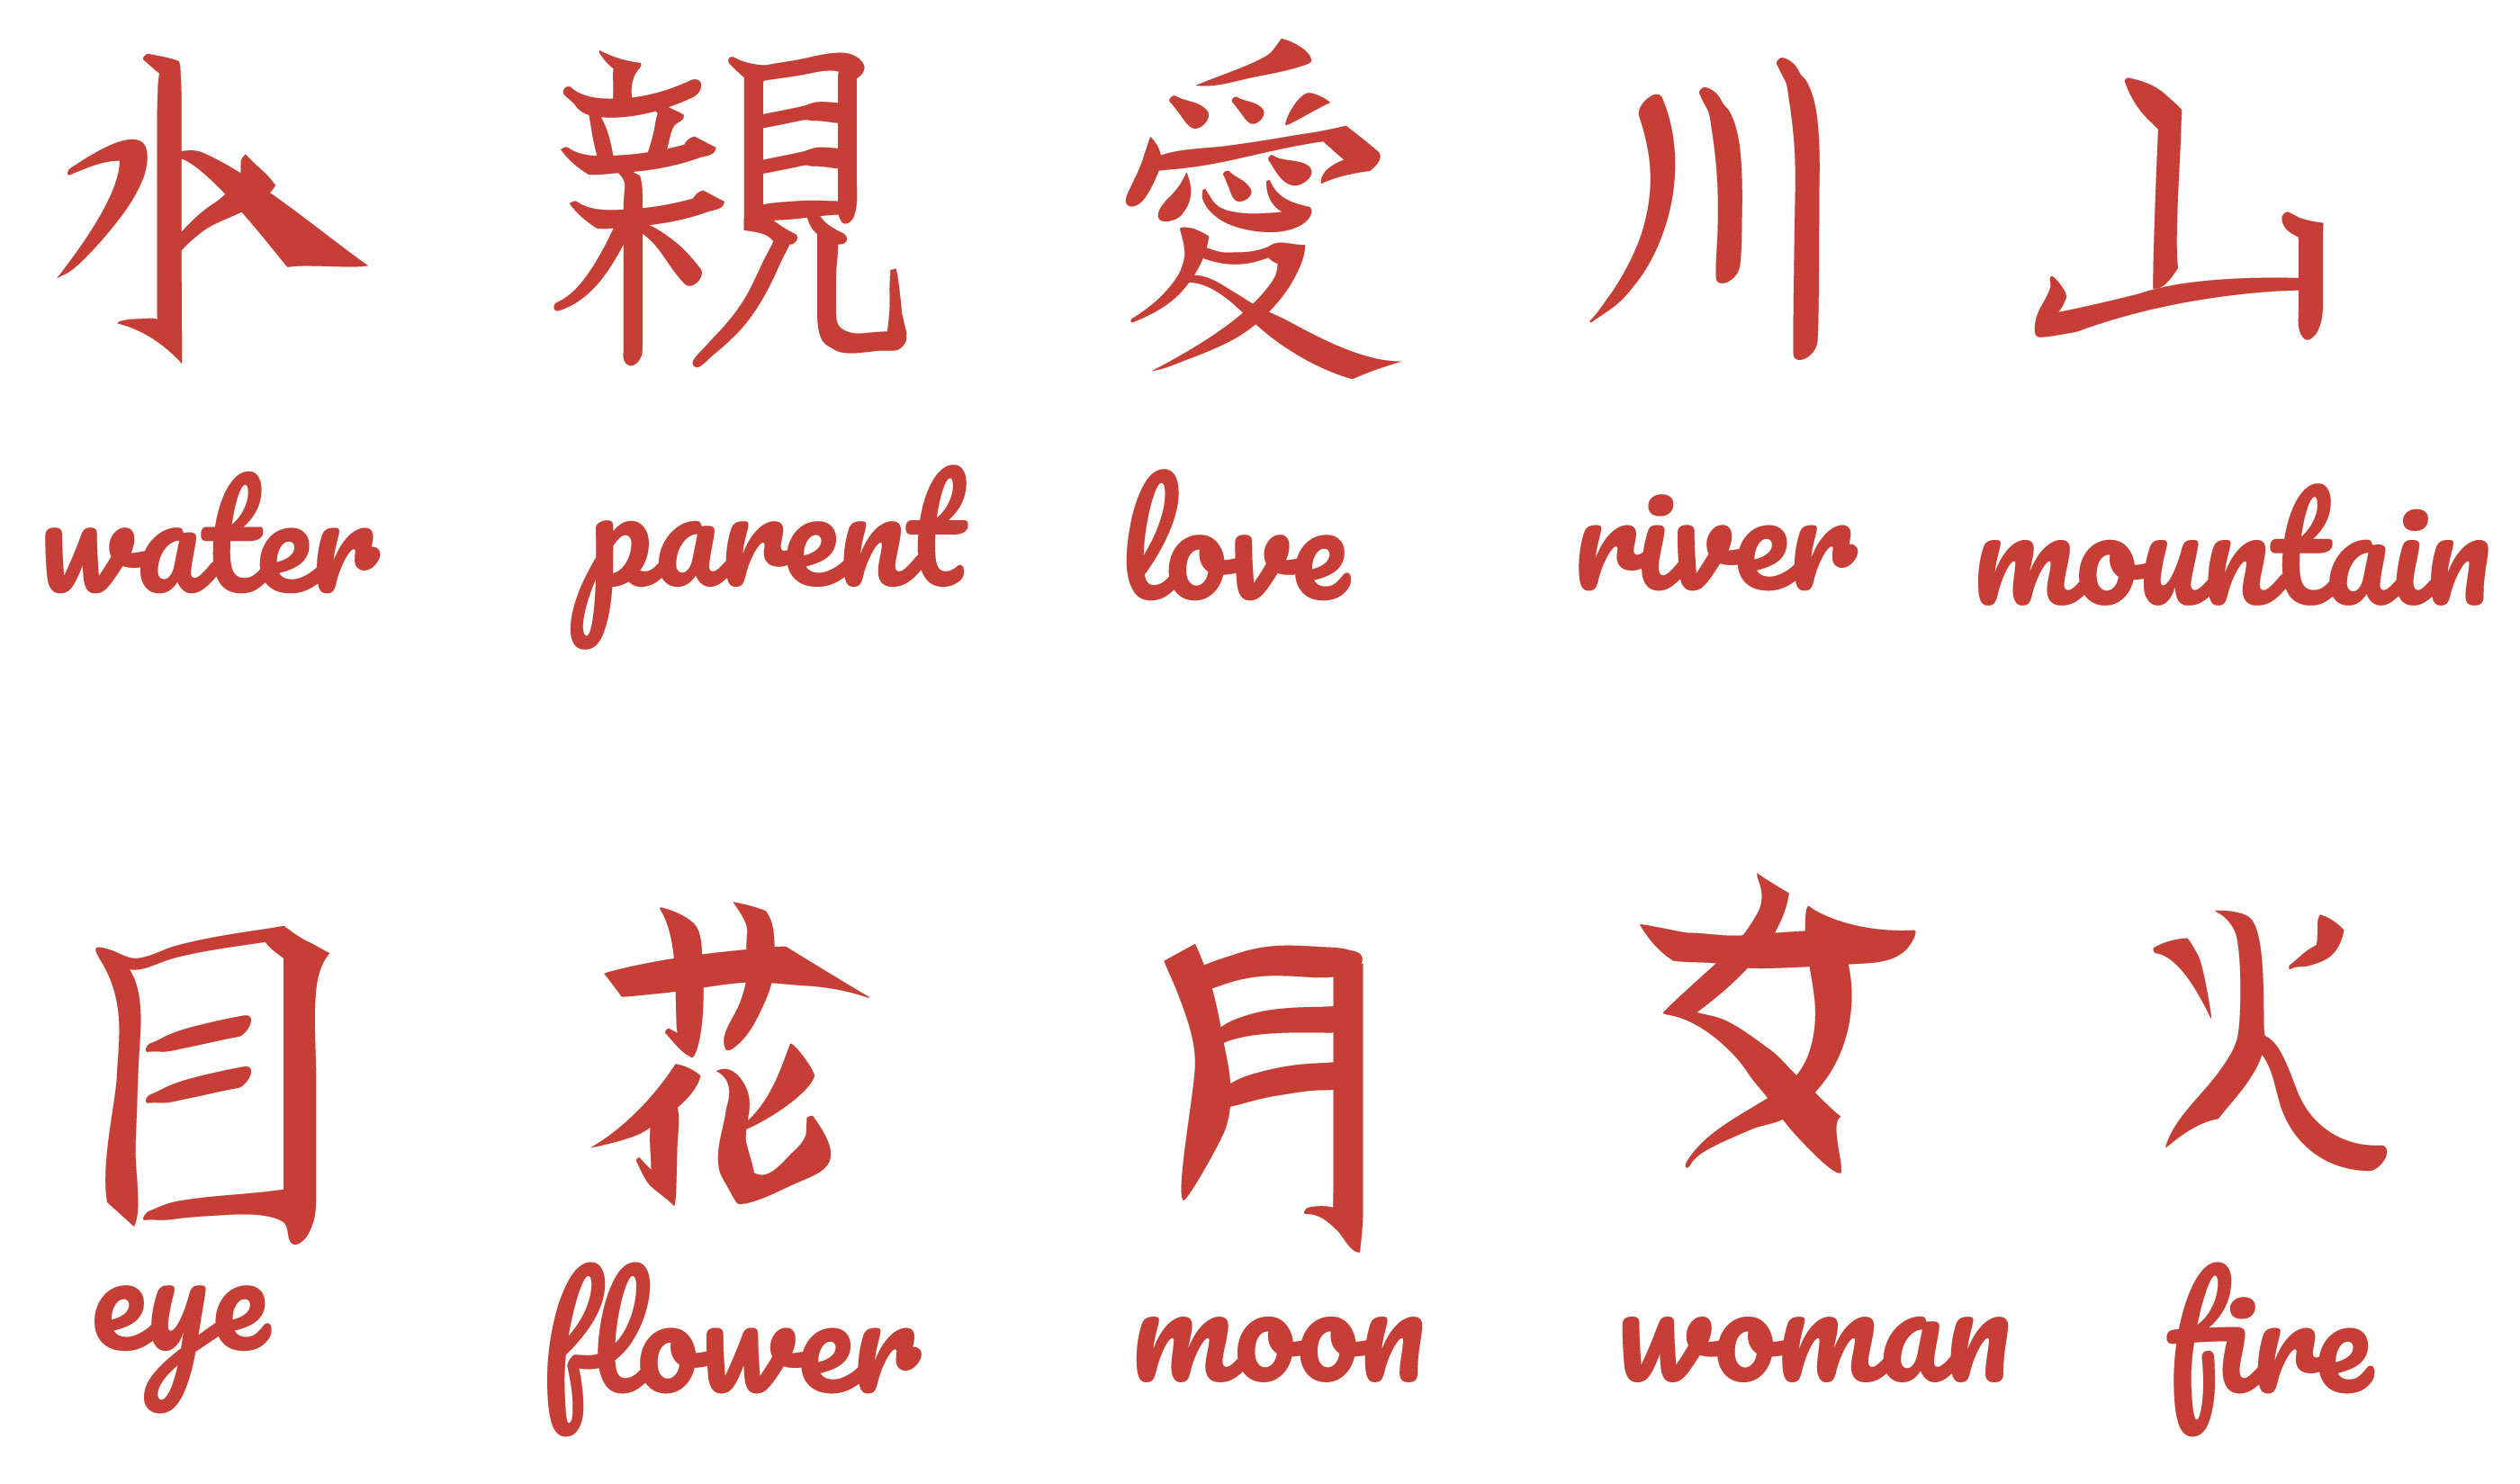 水 親 愛 川 山
water parent love river mountain
目 花 月 女 火
eye flower moon woman fire